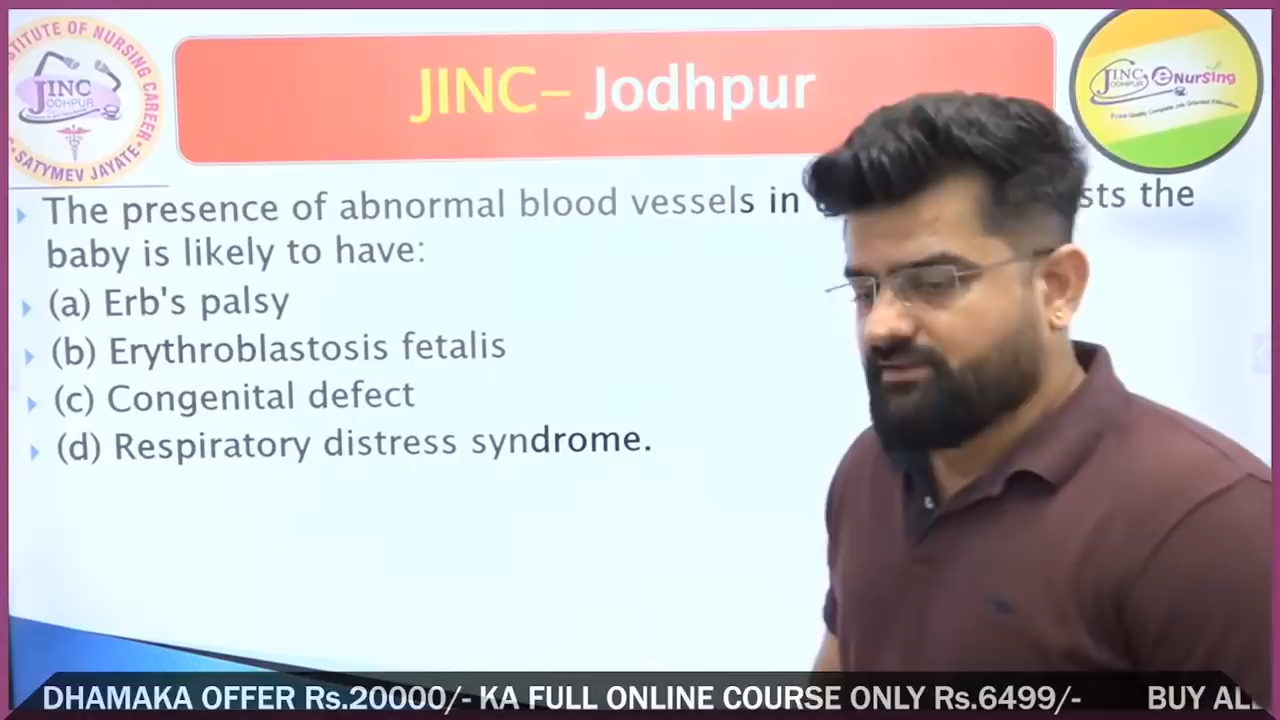 STITUTE OF NURSING CAREER
JINC
JODHPUR
SATYMEV JAYATE
JINC- Jodhpur
JINC eNursing
JODHPUR
The presence of abnormal blood vessels in sts the
baby is likely to have:
(a) Erb's palsy
(b) Erythroblastosis fetalis
(c) Congenital defect
(d) Respiratory distress syndrome.
DHAMAKA OFFER Rs.20000/- KA FULL ONLINE COURSE ONLY Rs.6499/- BUY ALL